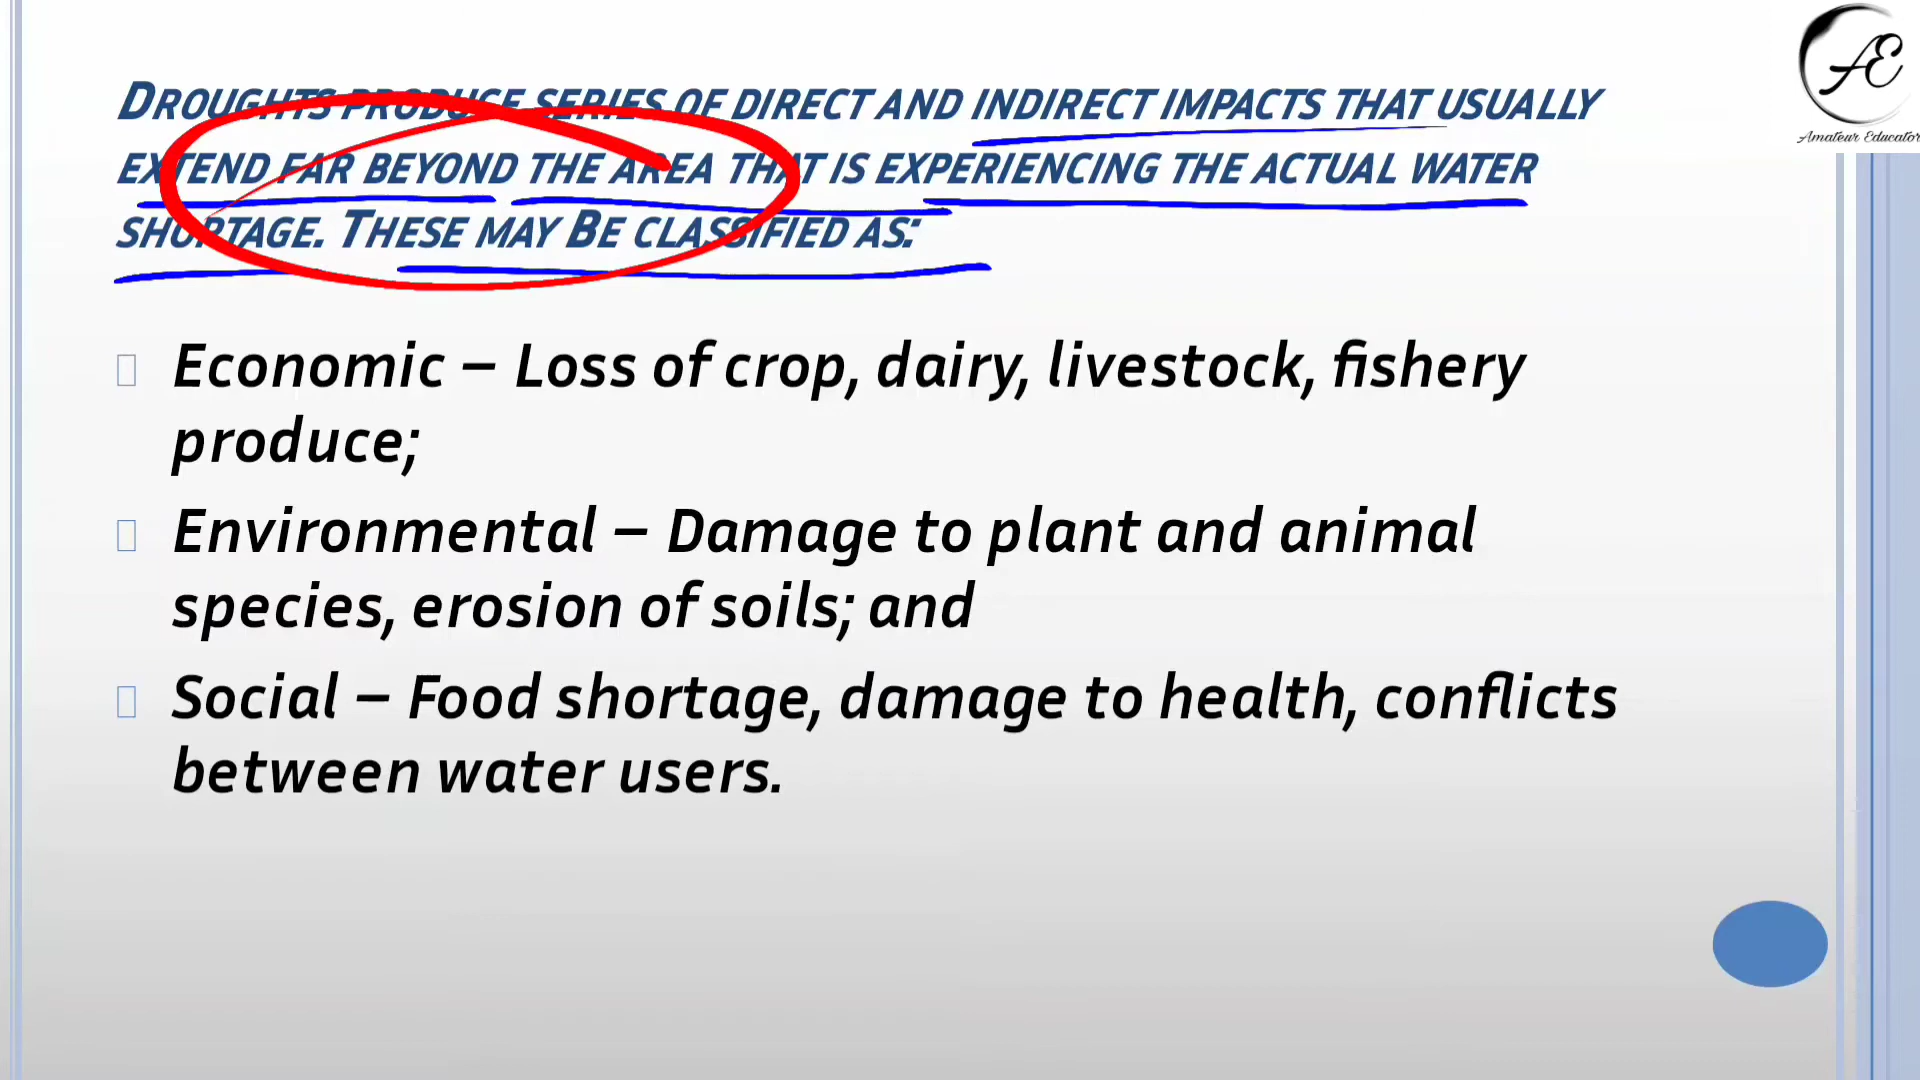 DROUGHTS PRODUCE SERIES OF DIRECT AND INDIRECT IMPACTS THAT USUALLY
EXTEND FAR BEYOND THE AREA THAT IS EXPERIENCING THE ACTUAL WATER
SHORTAGE. THESE MAY BE CLASSIFIED AS:
Economic – Loss of crop, dairy, livestock, fishery
produce;
Environmental – Damage to plant and animal
species, erosion of soils; and
Social – Food shortage, damage to health, conflicts
between water users.
AE
Amateur Educator